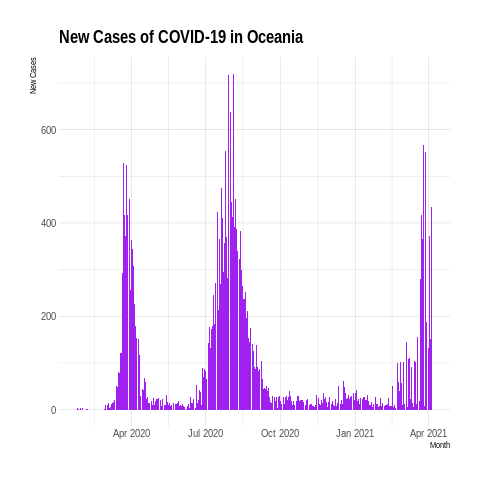 New Cases of COVID-19 in Oceania
New Cases
600
400
200
0
Apr 2020 Jul 2020 Oct 2020 Jan 2021 Apr 2021
Month